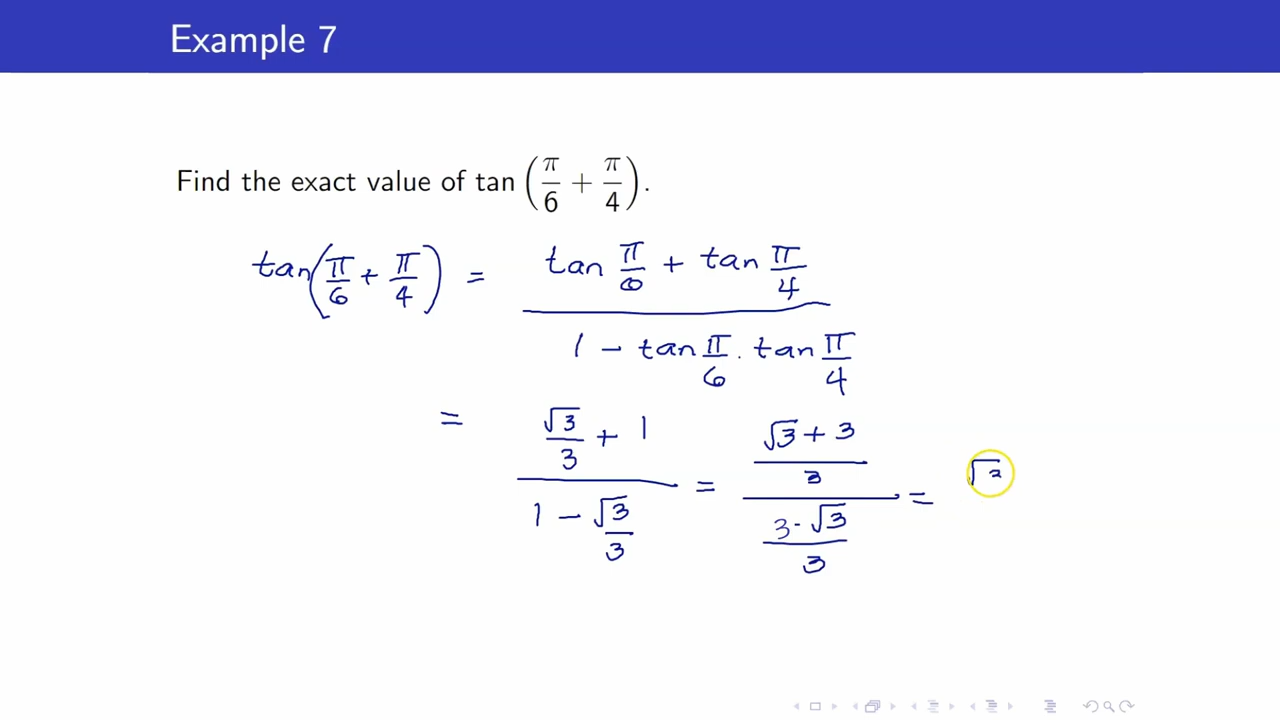 Example 7
Find the exact value of tan (π/6 + π/4).
tan(π/6 + π/4) = (tan π/6 + tan π/4) / (1 - tan π/6 · tan π/4)
= (√3/3 + 1) / (1 - √3/3) = ((√3 + 3)/3) / ((3 - √3)/3) = √3